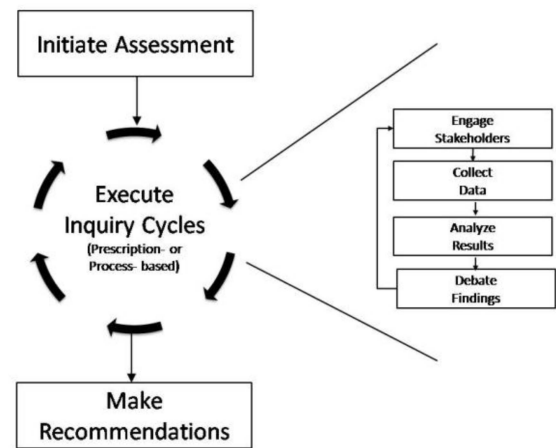 Initiate Assessment
Execute
Inquiry Cycles
(Prescription- or
Process- based)
Make
Recommendations
Engage
Stakeholders
Collect
Data
Analyze
Results
Debate
Findings